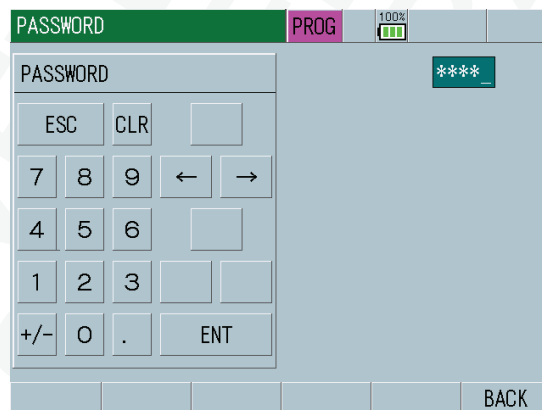 PASSWORD PROG 100%
PASSWORD ****_
ESC CLR
7 8 9 ← →
4 5 6
1 2 3
+/- 0 . ENT
BACK